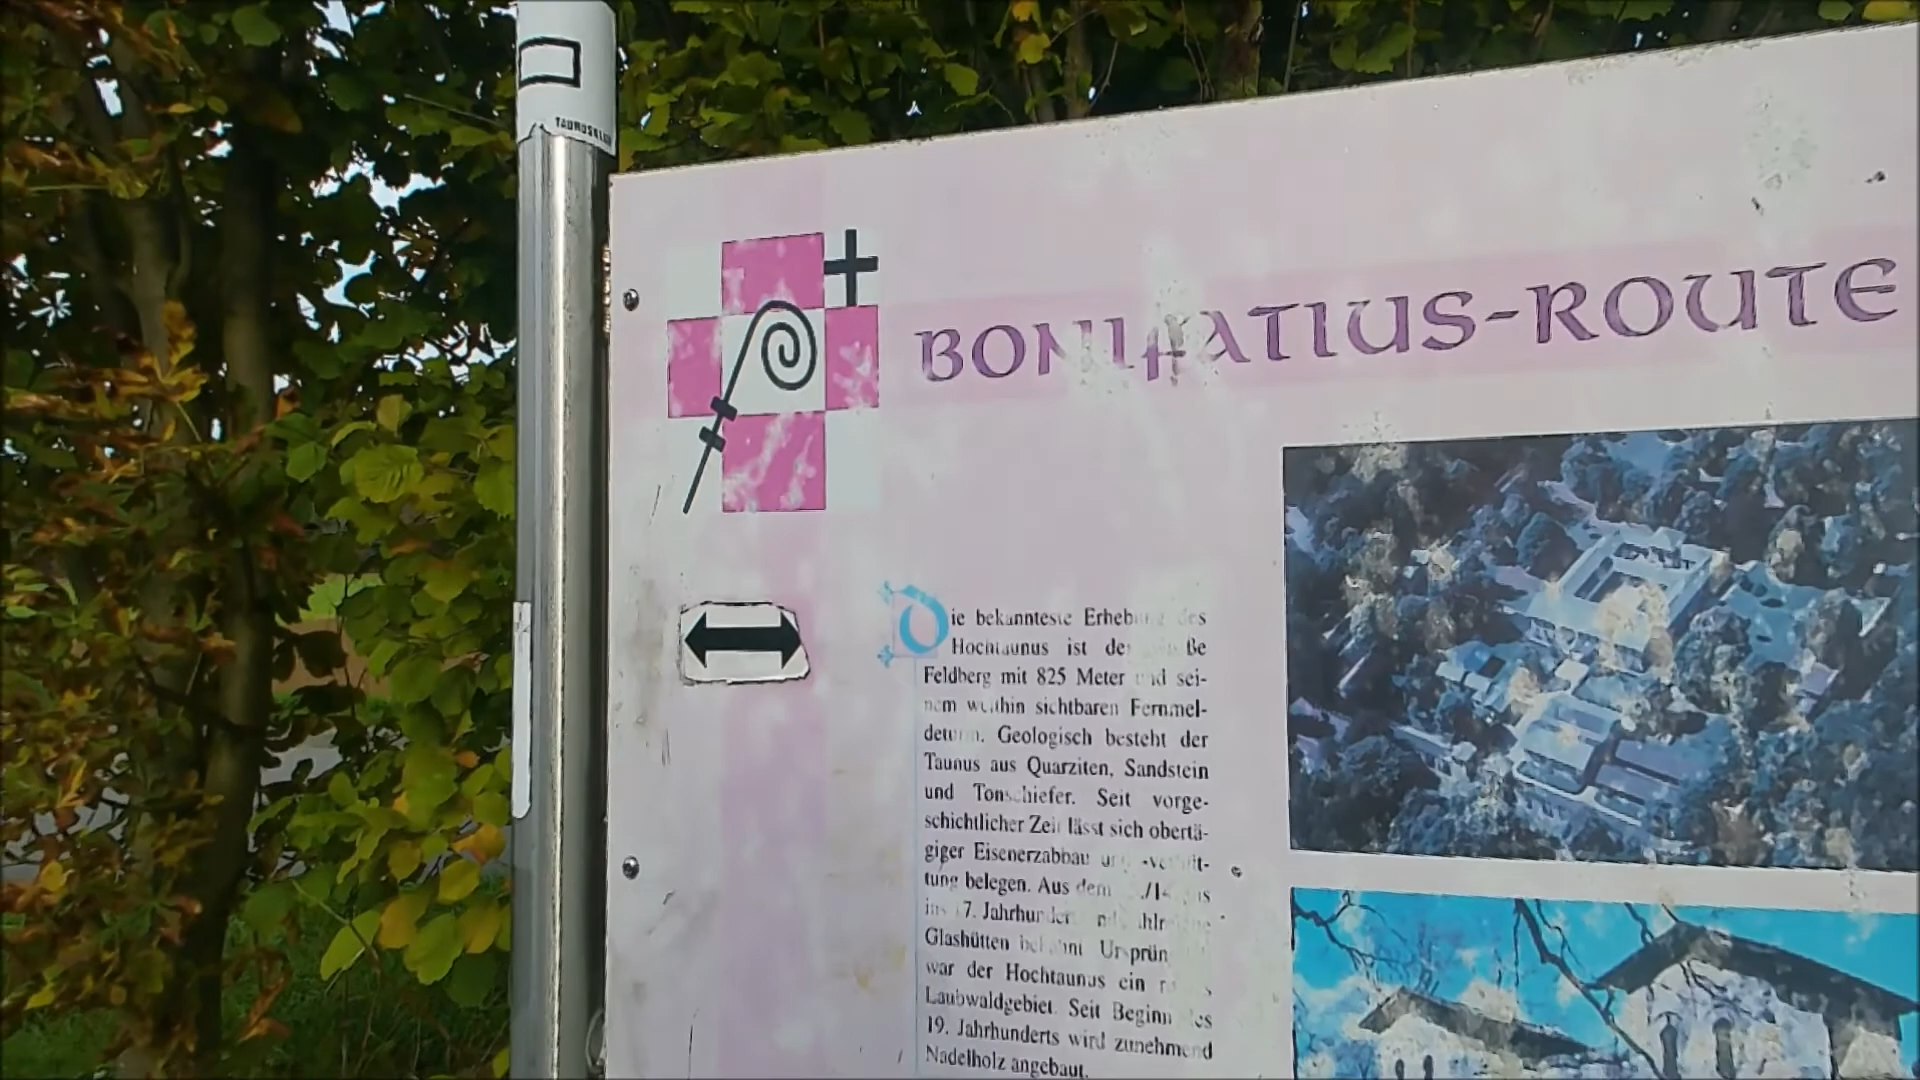 TAUNUSKLUB
BONIFATIUS-ROUTE
Die bekannteste Erhebung des
Hochtaunus ist der Große
Feldberg mit 825 Meter und sei-
nem weithin sichtbaren Fernmel-
deturm. Geologisch besteht der
Taunus aus Quarziten, Sandstein
und Tonschiefer. Seit vorge-
schichtlicher Zeit lässt sich obertä-
giger Eisenerzabbau und -verhüt-
tung belegen. Aus dem
ins 17. Jahrhundert
Glashütten bekannt
war der Hochtaunus ein
Laubwaldgebiet. Seit Beginn des
19. Jahrhunderts wird zunehmend
Nadelholz angebaut.